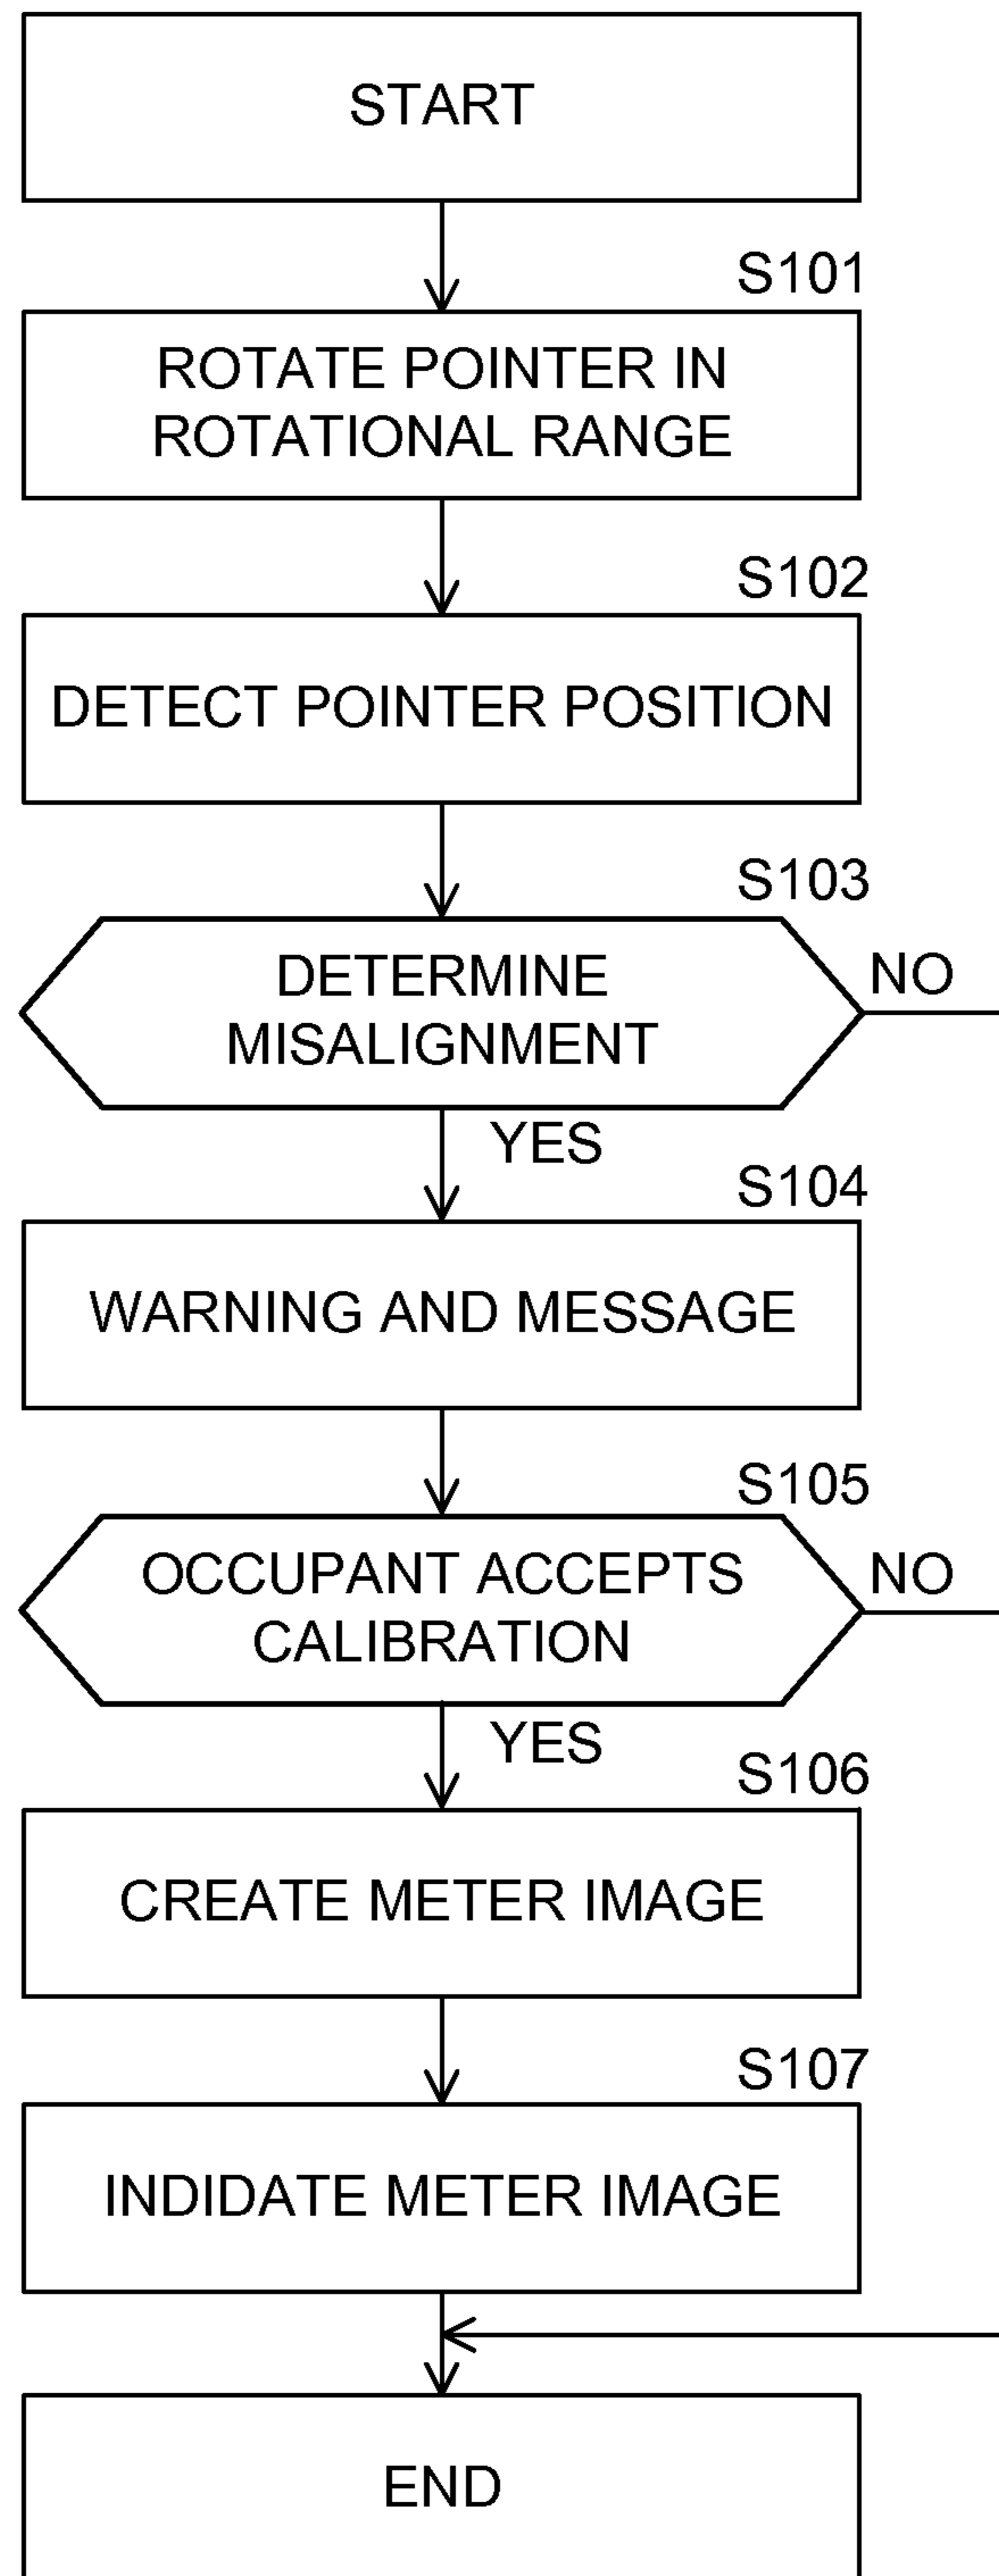 START
S101
ROTATE POINTER IN
ROTATIONAL RANGE
S102
DETECT POINTER POSITION
S103
DETERMINE
MISALIGNMENT
NO
YES
S104
WARNING AND MESSAGE
S105
OCCUPANT ACCEPTS
CALIBRATION
NO
YES
S106
CREATE METER IMAGE
S107
INDIDATE METER IMAGE
END